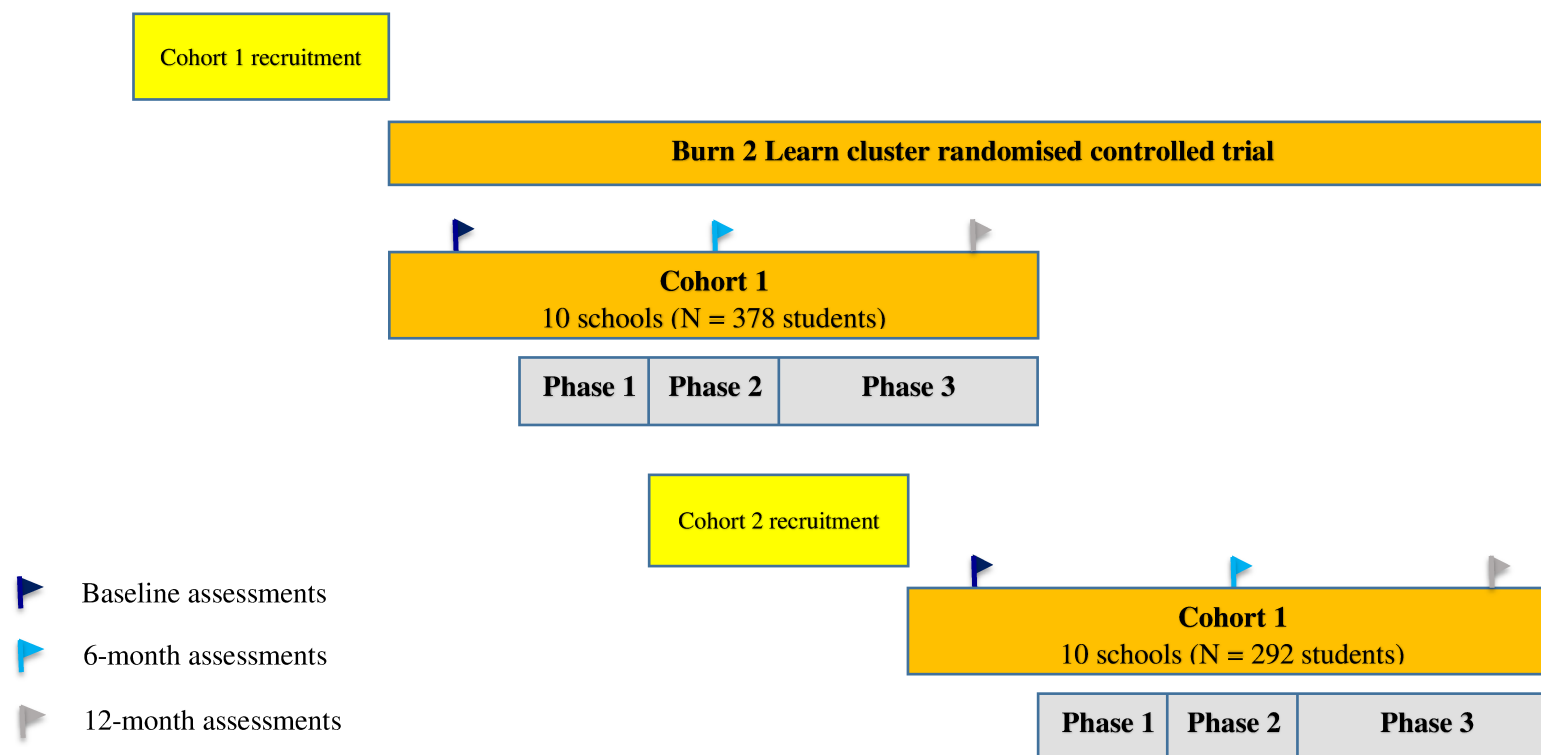 Cohort 1 recruitment
Burn 2 Learn cluster randomised controlled trial
Cohort 1
10 schools (N = 378 students)
Phase 1
Phase 2
Phase 3
Cohort 2 recruitment
Cohort 1
10 schools (N = 292 students)
Phase 1
Phase 2
Phase 3
Baseline assessments
6-month assessments
12-month assessments